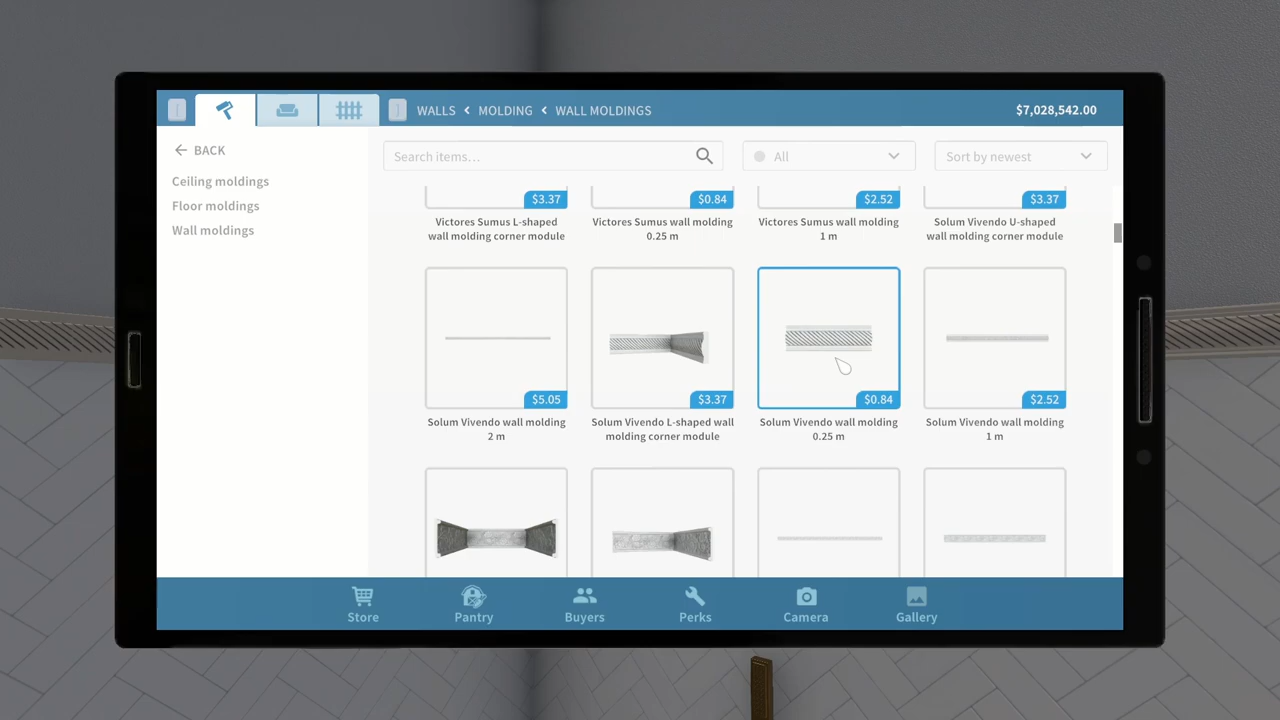 WALLS < MOLDING < WALL MOLDINGS
$7,028,542.00
BACK
Search items...
All
Sort by newest
Ceiling moldings
Floor moldings
Wall moldings
$3.37
$0.84
$2.52
$3.37
Victores Sumus L-shaped
wall molding corner module
Victores Sumus wall molding
0.25 m
Victores Sumus wall molding
1 m
Solum Vivendo U-shaped
wall molding corner module
$5.05
$3.37
$0.84
$2.52
Solum Vivendo wall molding
2 m
Solum Vivendo L-shaped wall
molding corner module
Solum Vivendo wall molding
0.25 m
Solum Vivendo wall molding
1 m
Store
Pantry
Buyers
Perks
Camera
Gallery